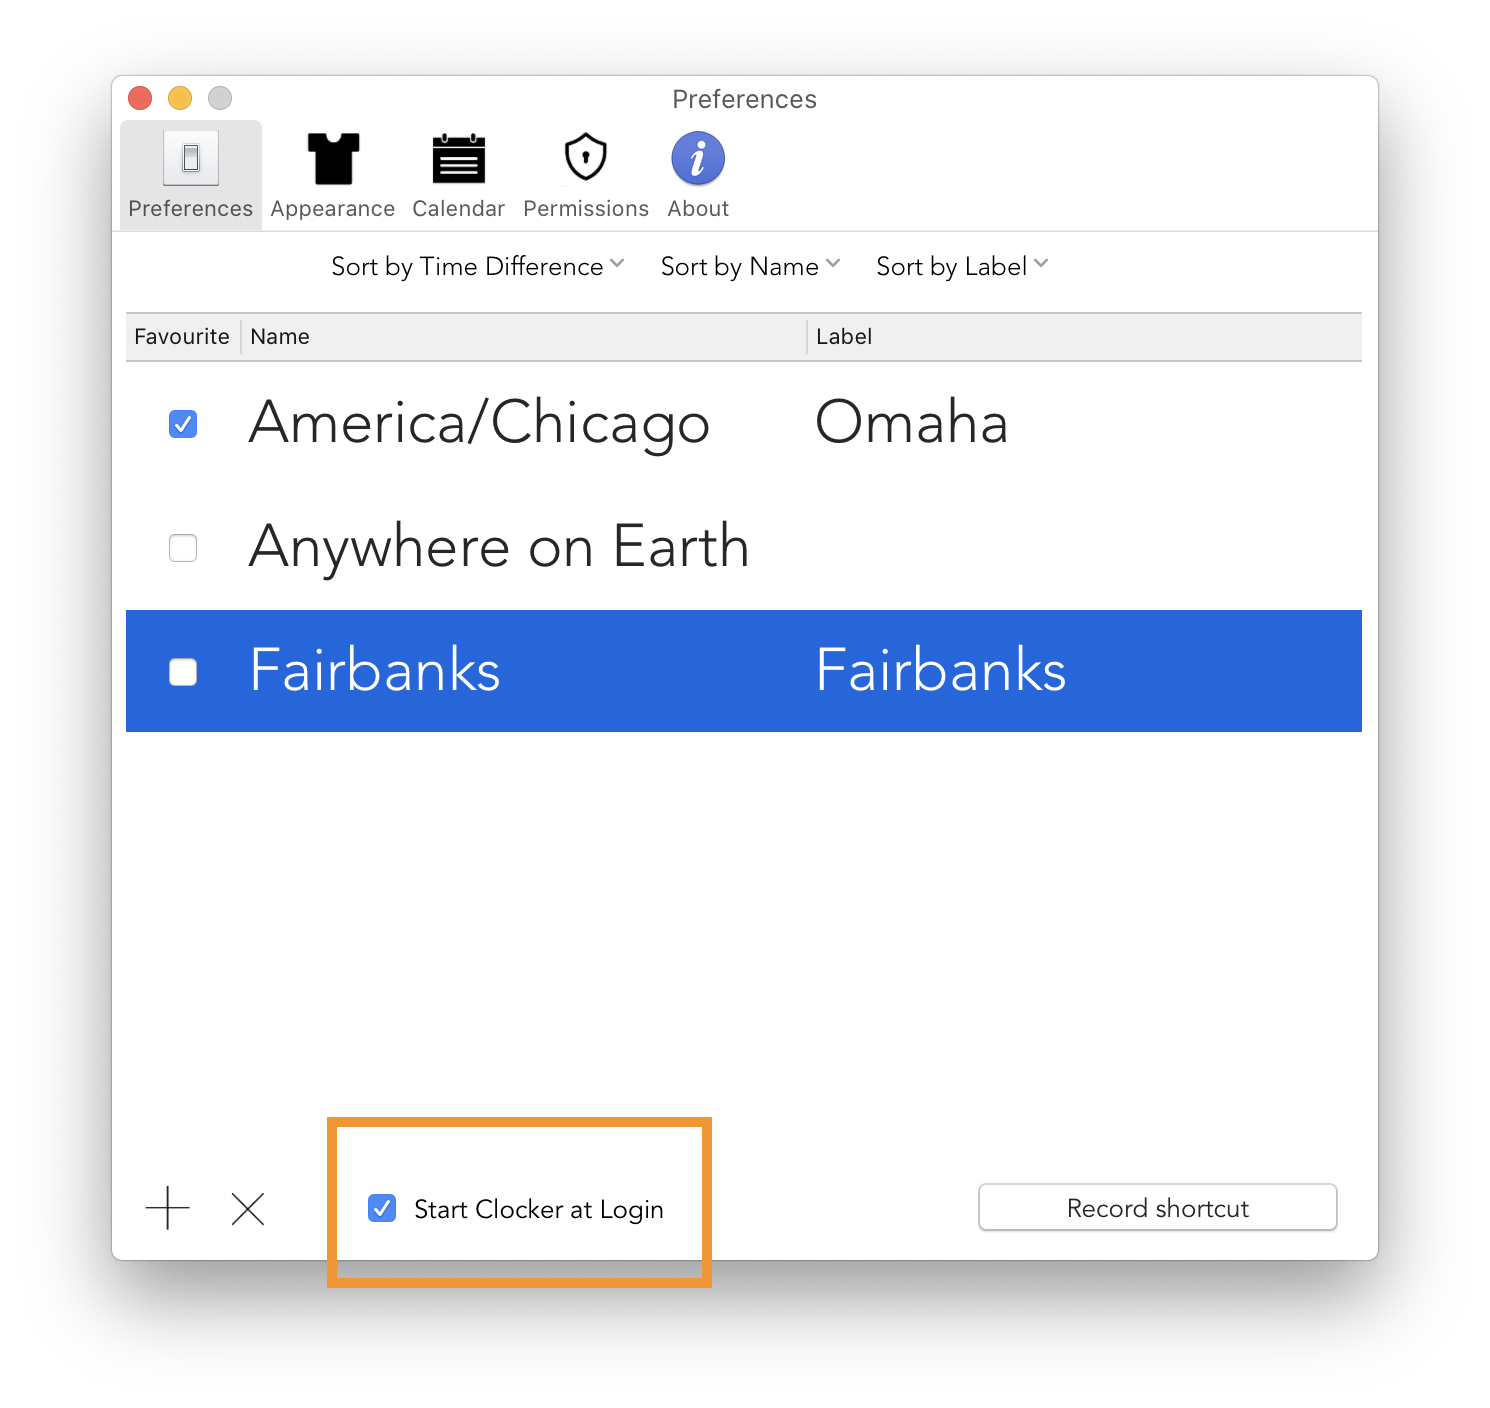 Preferences
Preferences Appearance Calendar Permissions About
Sort by Time Difference Sort by Name Sort by Label
Favourite Name Label
America/Chicago Omaha
Anywhere on Earth
Fairbanks Fairbanks
Start Clocker at Login Record shortcut